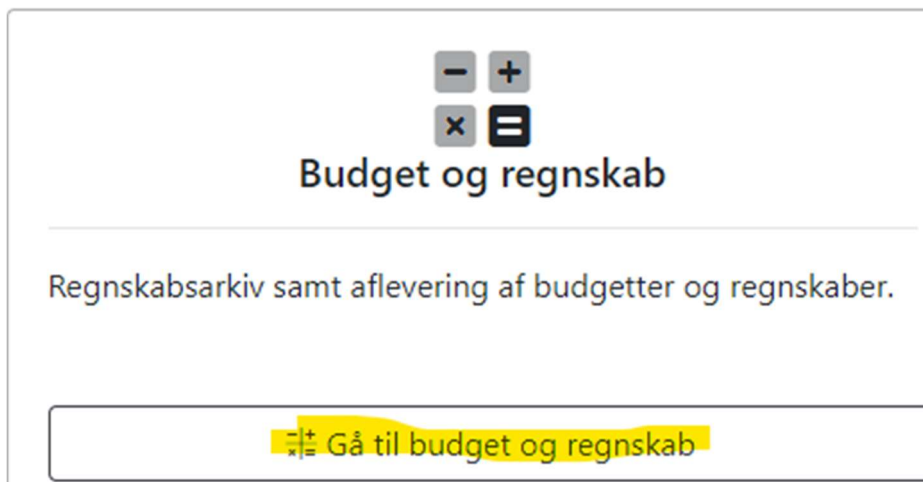 Budget og regnskab
Regnskabsarkiv samt aflevering af budgetter og regnskaber.
Gå til budget og regnskab